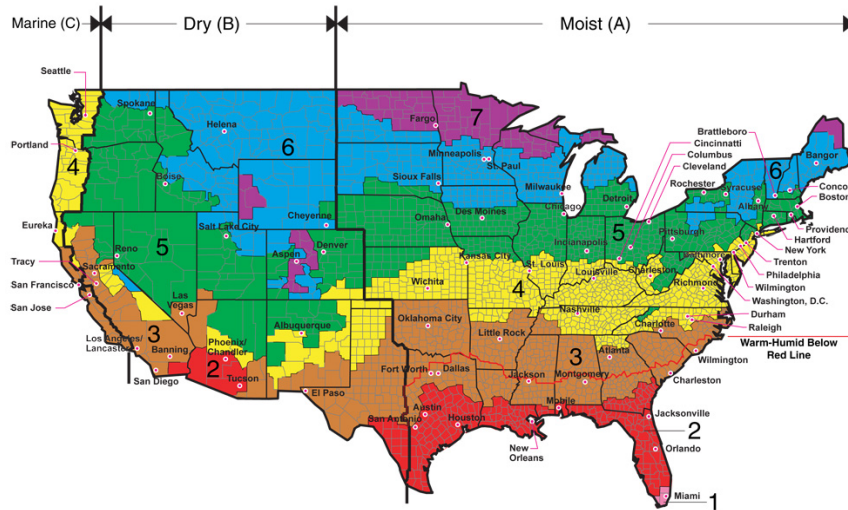 Marine (C)
Dry (B)
Moist (A)
Seattle
Spokane
Helena
Fargo
7
Brattleboro
Cincinnatti
Columbus
Cleveland
Portland
4
6
Minneapolis
St. Paul
Bangor
Boise
Sioux Falls
Milwaukee
Rochester
Syracuse
6
Concord
Boston
Albany
Detroit
Chicago
Eureka
Salt Lake City
Cheyenne
Omaha
Des Moines
Providence
Hartford
New York
Reno
5
Denver
Aspen
Indianapolis
5
Pittsburgh
Trenton
Philadelphia
Tracy
Sacramento
Kansas City
St. Louis
Louisville
Charleston
Baltimore
Wilmington
Washington, D.C.
San Francisco
San Jose
Las
Vegas
Wichita
4
Richmond
Nashville
Durham
Raleigh
3
Albuquerque
Oklahoma City
Little Rock
Charlotte
Warm-Humid Below
Red Line
Los Angeles/
Lancaster
Banning
Phoenix/
Chandler
3
Atlanta
Wilmington
San Diego
2
Tucson
El Paso
Fort Worth
Dallas
Jackson
Montgomery
Charleston
San Antonio
Austin
Houston
Mobile
Jacksonville
2
New
Orleans
Orlando
Miami
1